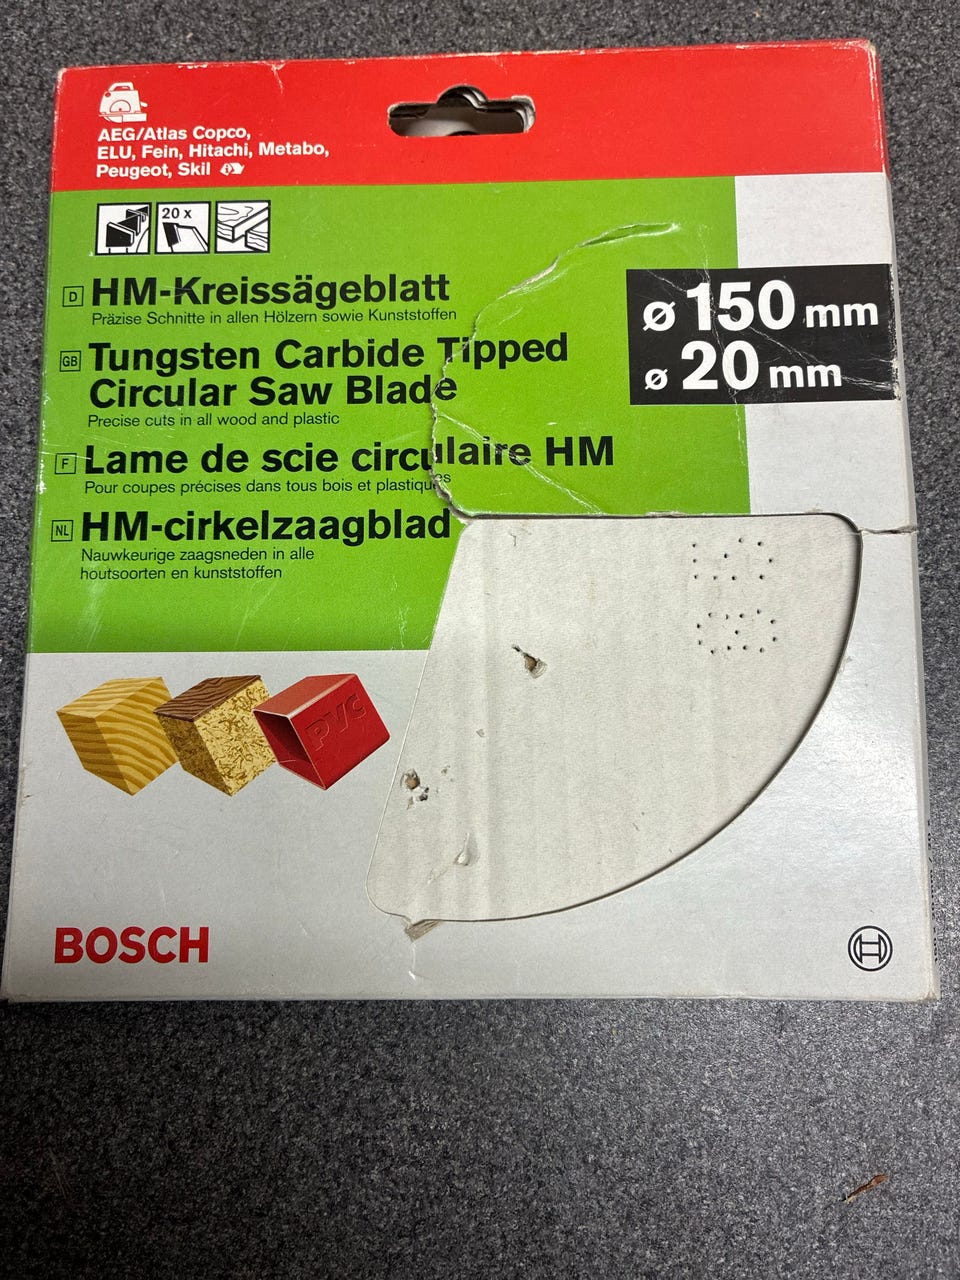 AEG/Atlas Copco,
ELU, Fein, Hitachi, Metabo,
Peugeot, Skil
20 x
D HM-Kreissägeblatt
Präzise Schnitte in allen Hölzern sowie Kunststoffen
GB Tungsten Carbide Tipped
Circular Saw Blade
Precise cuts in all wood and plastic
F Lame de scie circulaire HM
Pour coupes précises dans tous bois et plastiques
NL HM-cirkelzaagblad
Nauwkeurige zaagsneden in alle
houtsoorten en kunststoffen
ø 150 mm
ø 20 mm
PVC
BOSCH